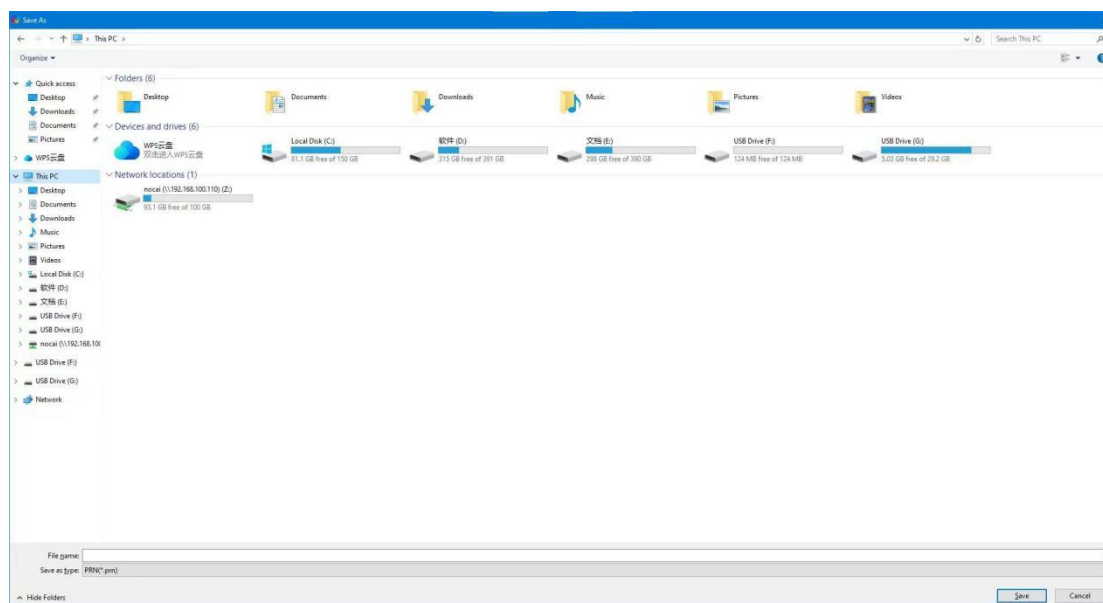 Save As
This PC
Search This PC
Organize
Quick access
Desktop
Downloads
Documents
Pictures
WPS云盘
This PC
Desktop
Documents
Downloads
Music
Pictures
Videos
Local Disk (C:)
软件 (D:)
文档 (E:)
USB Drive (F:)
USB Drive (G:)
nocai (\\192.168.10(
USB Drive (F:)
USB Drive (G:)
Network
Folders (6)
Desktop
Documents
Downloads
Music
Pictures
Videos
Devices and drives (6)
WPS云盘
双击进入WPS云盘
Local Disk (C:)
81.1 GB free of 150 GB
软件 (D:)
315 GB free of 391 GB
文档 (E:)
298 GB free of 390 GB
USB Drive (F:)
124 MB free of 124 MB
USB Drive (G:)
5.03 GB free of 29.2 GB
Network locations (1)
nocai (\\192.168.100.110) (Z:)
93.1 GB free of 100 GB
File name:
Save as type: PRN(*.prn)
Hide Folders
Save
Cancel